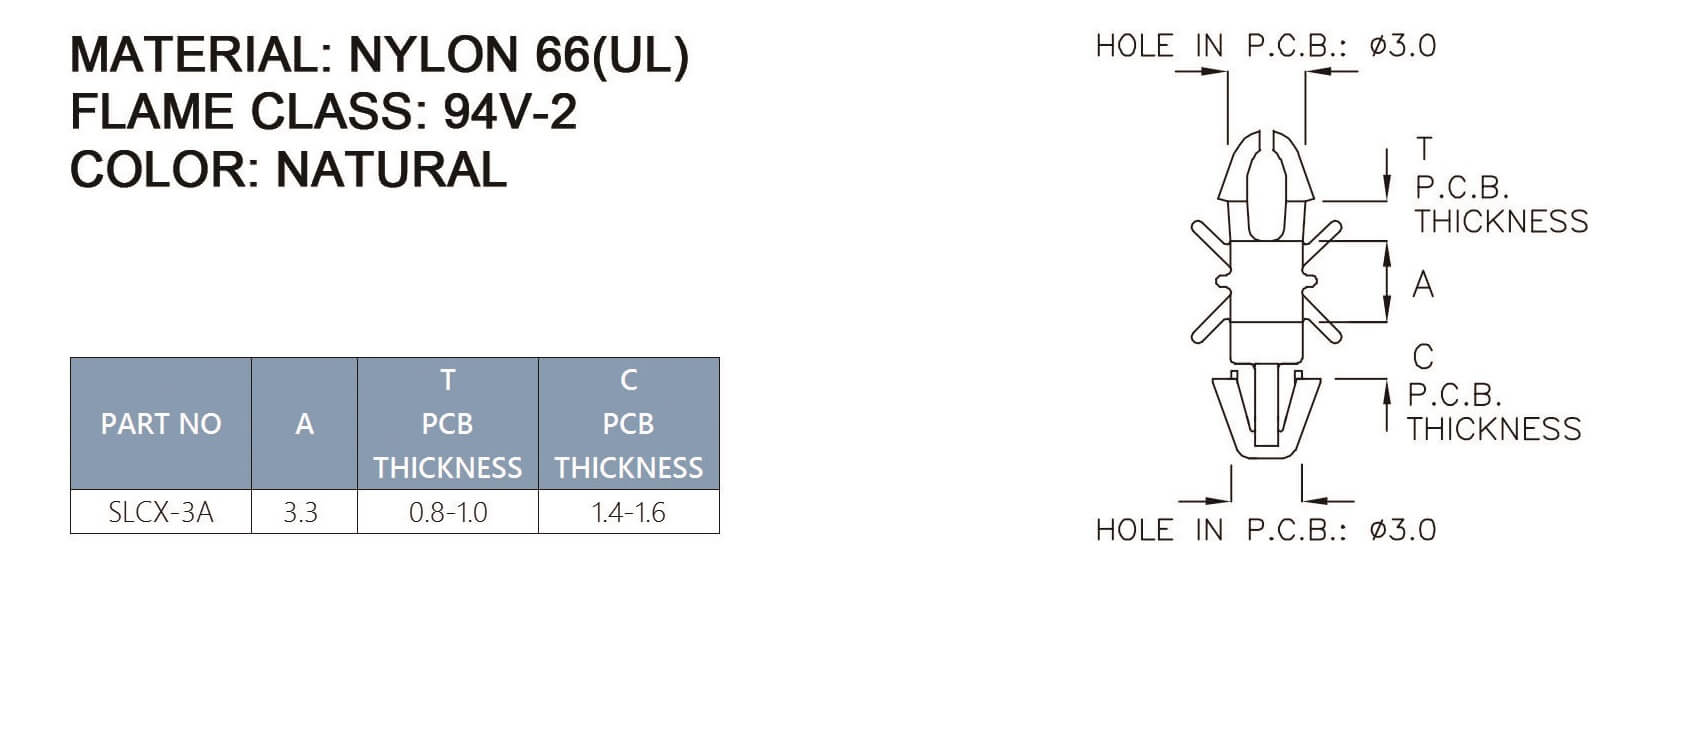 MATERIAL: NYLON 66(UL)
FLAME CLASS: 94V-2
COLOR: NATURAL
PART NO
A
T
PCB
THICKNESS
C
PCB
THICKNESS
SLCX-3A
3.3
0.8-1.0
1.4-1.6
HOLE IN P.C.B.: ø3.0
T
P.C.B.
THICKNESS
A
C
P.C.B.
THICKNESS
HOLE IN P.C.B.: ø3.0